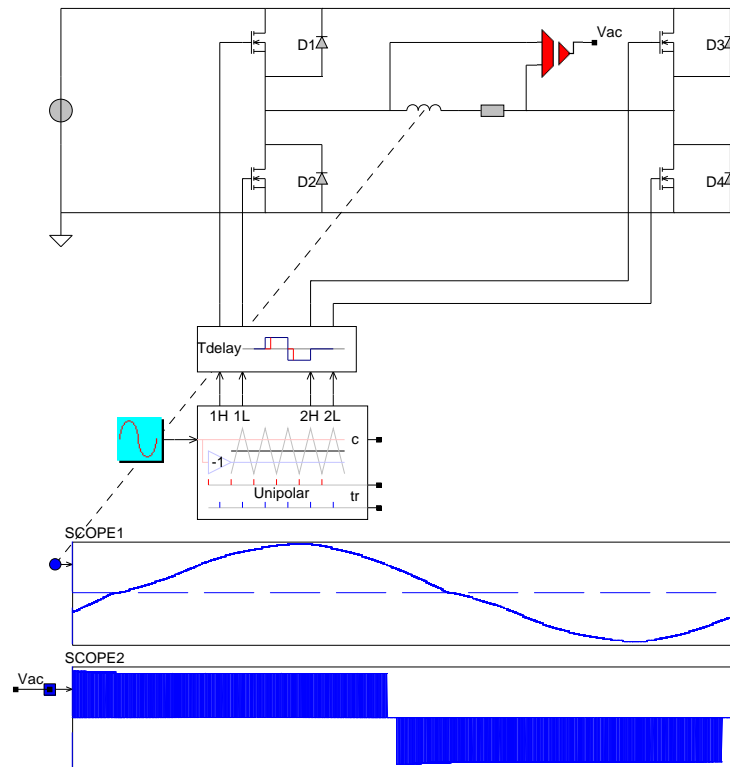 Vac
D1
D3
D2
D4
Tdelay
1H 1L 2H 2L
c
-1
Unipolar
tr
SCOPE1
SCOPE2
Vac